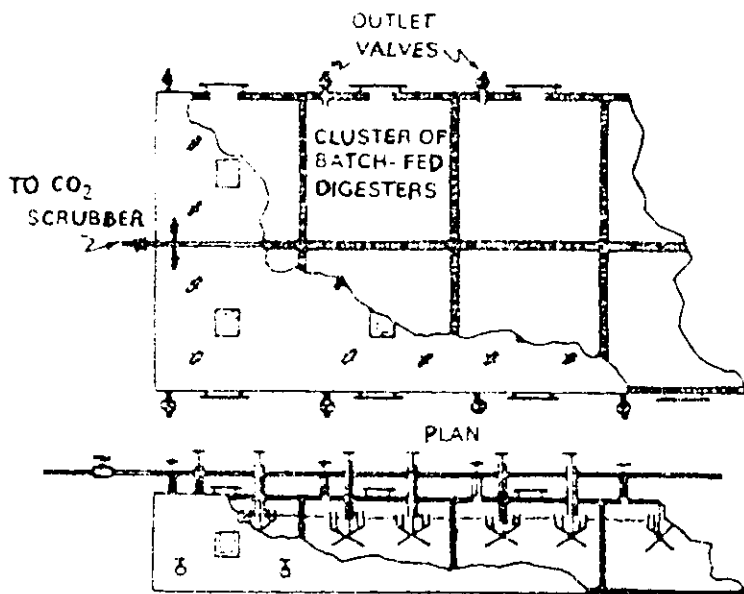 OUTLET
VALVES
CLUSTER OF
BATCH-FED
DIGESTERS
TO CO₂
SCRUBBER
PLAN